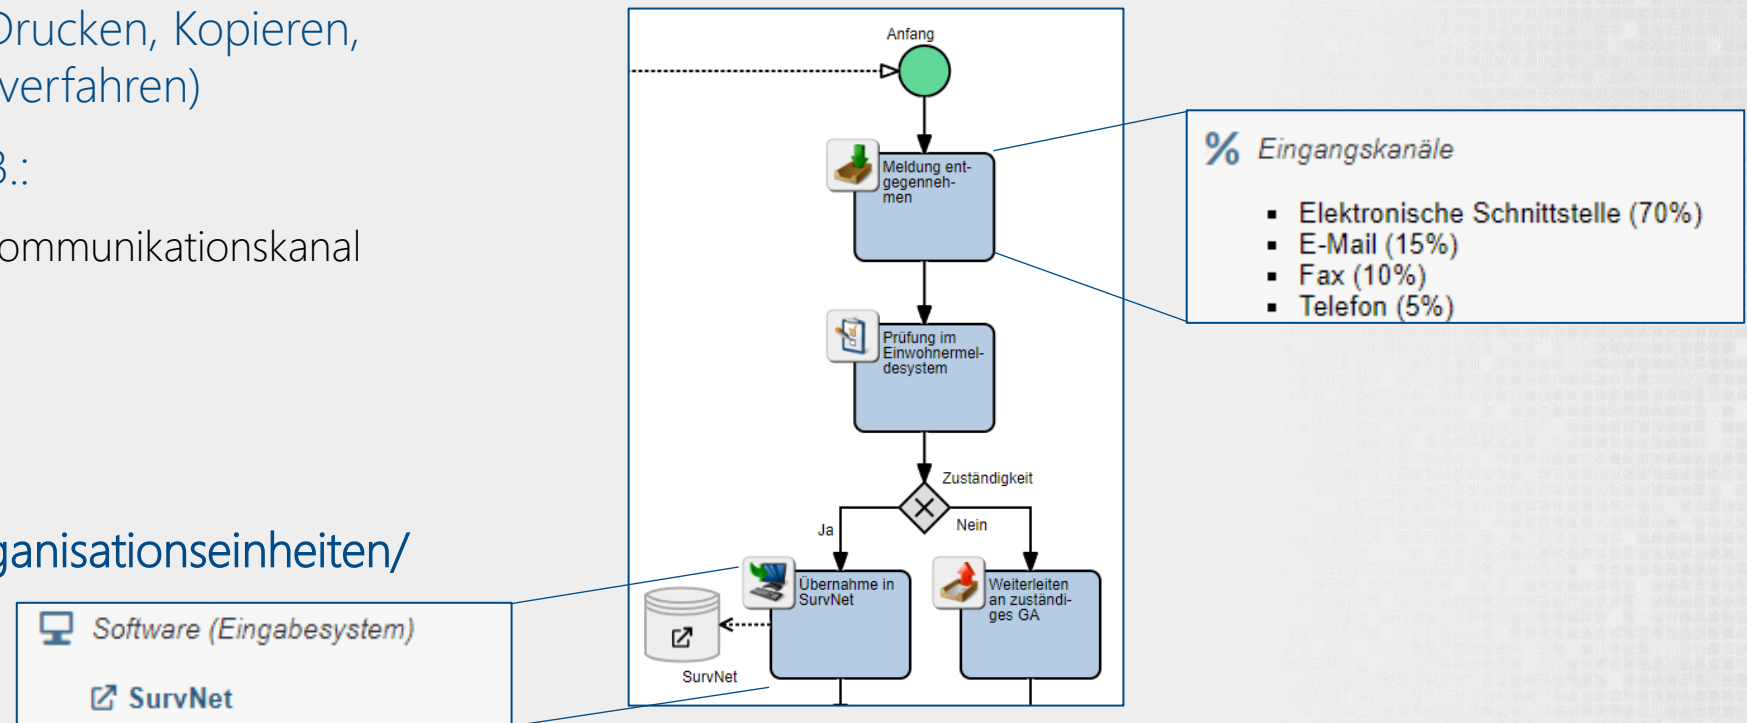 Drucken, Kopieren,
verfahren)
B.:
ommunikationskanal
ganisationseinheiten/
Software (Eingabesystem)
SurvNet
Anfang
Meldung ent-
gegenneh-
men
Prüfung im
Einwohnermel-
desystem
Zuständigkeit
Ja
Nein
Übernahme in
SurvNet
Weiterleiten
an zuständi-
ges GA
SurvNet
% Eingangskanäle
▪ Elektronische Schnittstelle (70%)
▪ E-Mail (15%)
▪ Fax (10%)
▪ Telefon (5%)